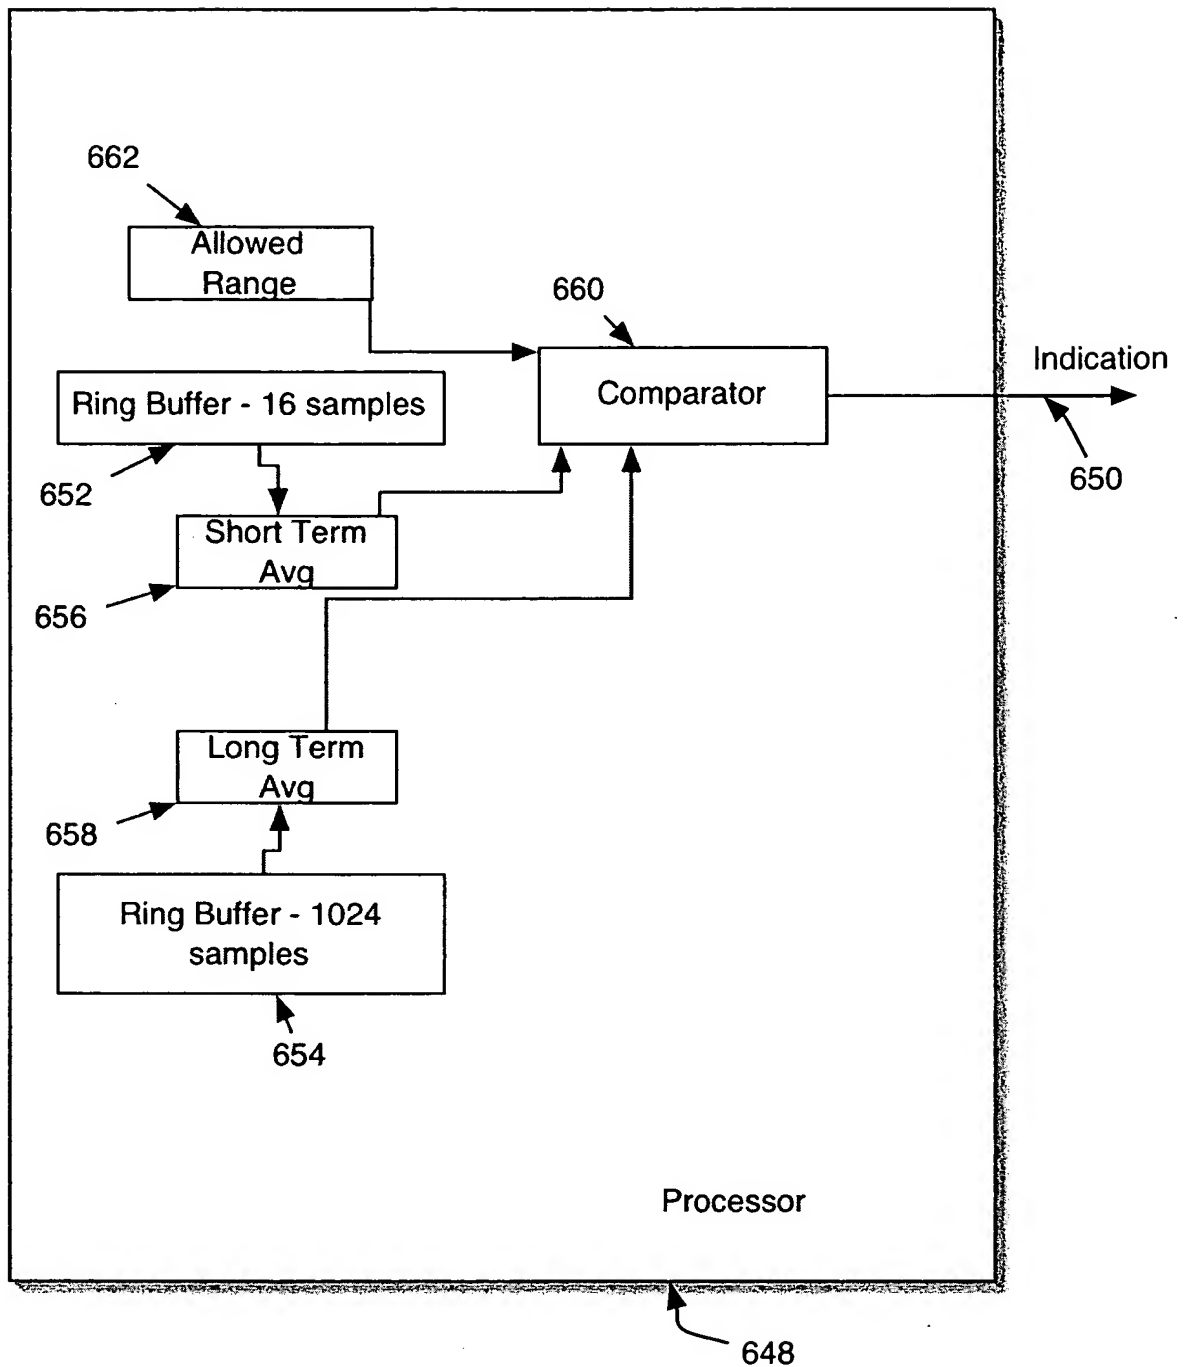 662
Allowed
Range
660
Comparator
Indication
650
Ring Buffer - 16 samples
652
Short Term
Avg
656
Long Term
Avg
658
Ring Buffer - 1024
samples
654
Processor
648